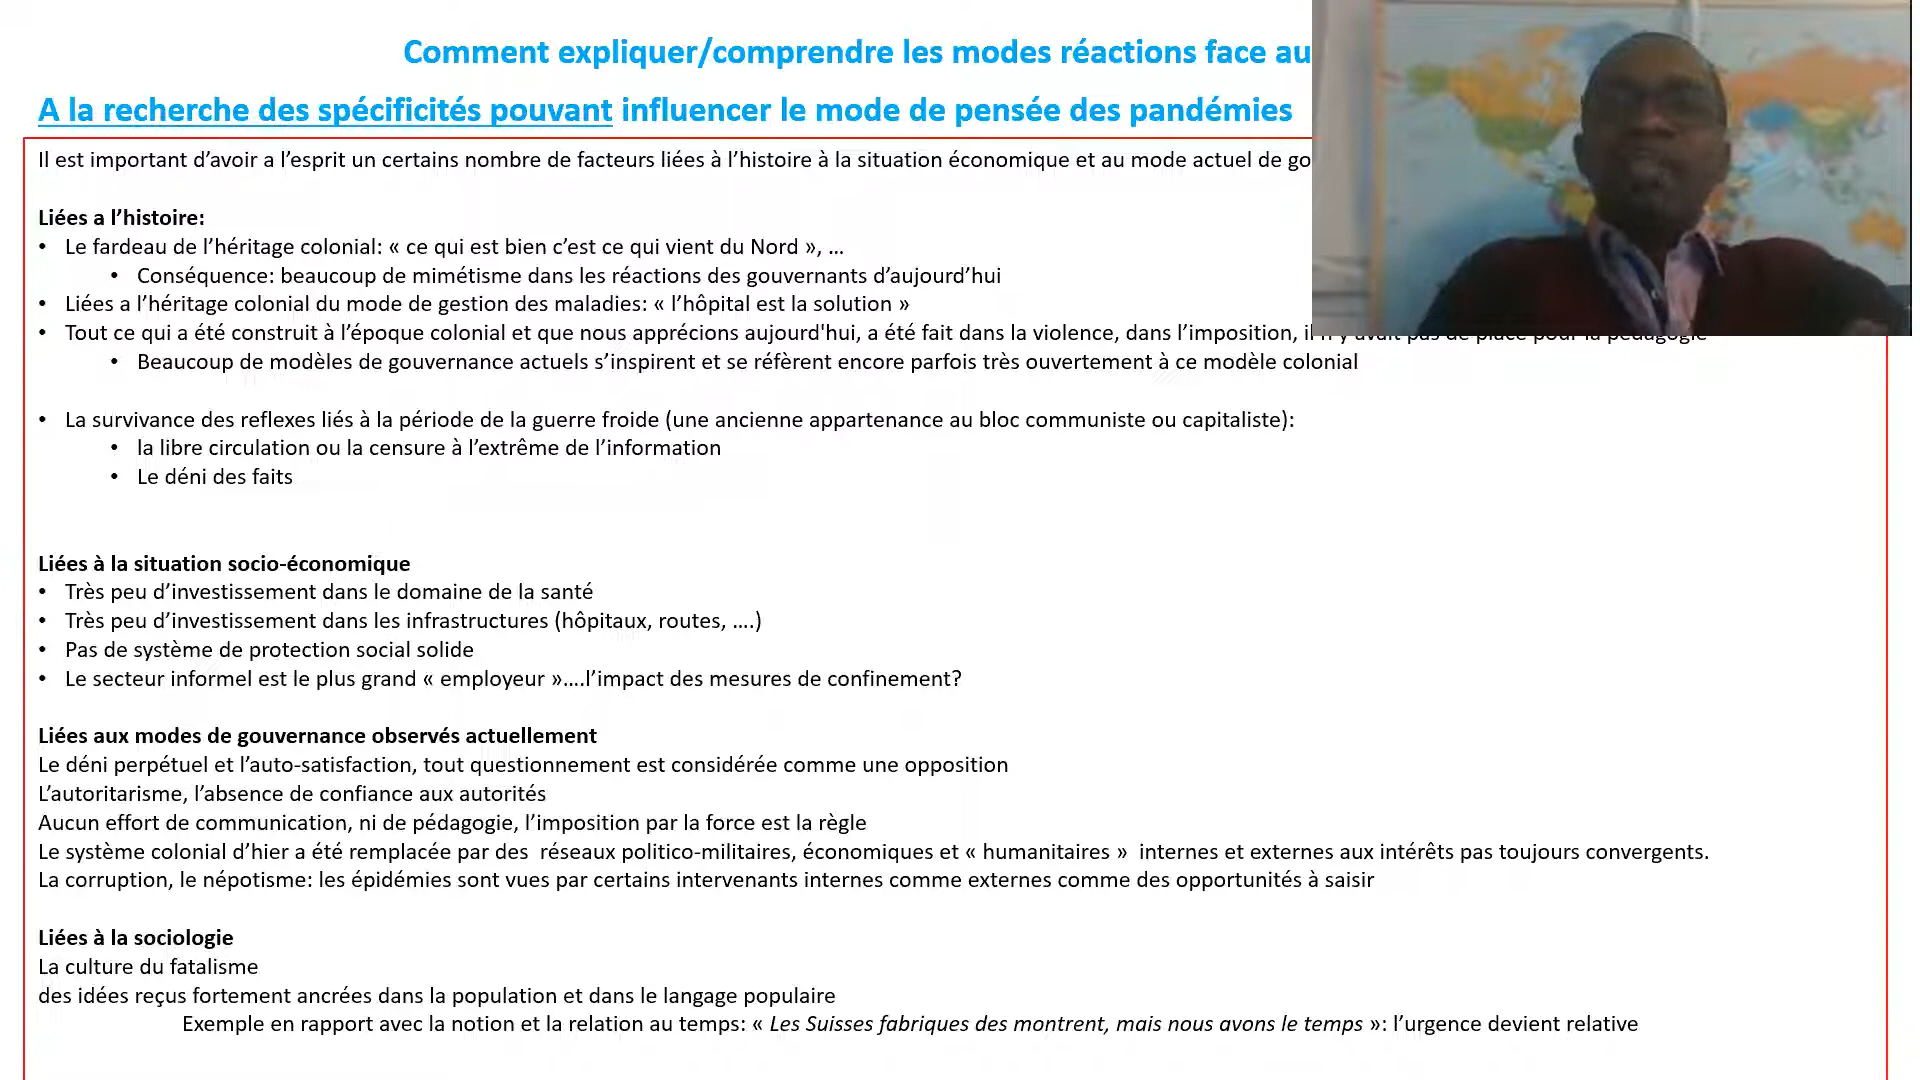 Comment expliquer/comprendre les modes réactions face au
A la recherche des spécificités pouvant influencer le mode de pensée des pandémies
Il est important d’avoir a l’esprit un certains nombre de facteurs liées à l’histoire à la situation économique et au mode actuel de go
Liées a l’histoire:
• Le fardeau de l’héritage colonial: « ce qui est bien c’est ce qui vient du Nord », …
• Conséquence: beaucoup de mimétisme dans les réactions des gouvernants d’aujourd’hui
• Liées a l’héritage colonial du mode de gestion des maladies: « l’hôpital est la solution »
• Tout ce qui a été construit à l’époque colonial et que nous apprécions aujourd'hui, a été fait dans la violence, dans l’imposition, il n’y avait pas de place pour la pédagogie
• Beaucoup de modèles de gouvernance actuels s’inspirent et se réfèrent encore parfois très ouvertement à ce modèle colonial
• La survivance des reflexes liés à la période de la guerre froide (une ancienne appartenance au bloc communiste ou capitaliste):
• la libre circulation ou la censure à l’extrême de l’information
• Le déni des faits
Liées à la situation socio-économique
• Très peu d’investissement dans le domaine de la santé
• Très peu d’investissement dans les infrastructures (hôpitaux, routes, ….)
• Pas de système de protection social solide
• Le secteur informel est le plus grand « employeur »….l’impact des mesures de confinement?
Liées aux modes de gouvernance observés actuellement
Le déni perpétuel et l’auto-satisfaction, tout questionnement est considérée comme une opposition
L’autoritarisme, l’absence de confiance aux autorités
Aucun effort de communication, ni de pédagogie, l’imposition par la force est la règle
Le système colonial d’hier a été remplacée par des réseaux politico-militaires, économiques et « humanitaires » internes et externes aux intérêts pas toujours convergents.
La corruption, le népotisme: les épidémies sont vues par certains intervenants internes comme externes comme des opportunités à saisir
Liées à la sociologie
La culture du fatalisme
des idées reçus fortement ancrées dans la population et dans le langage populaire
Exemple en rapport avec la notion et la relation au temps: « Les Suisses fabriques des montrent, mais nous avons le temps »: l’urgence devient relative